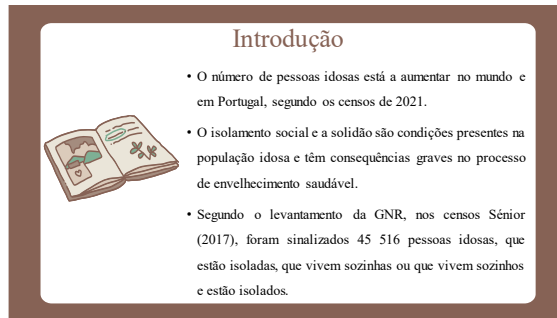 Introdução
• O número de pessoas idosas está a aumentar no mundo e
em Portugal, segundo os censos de 2021.
• O isolamento social e a solidão são condições presentes na
população idosa e têm consequências graves no processo
de envelhecimento saudável.
• Segundo o levantamento da GNR, nos censos Sénior
(2017), foram sinalizados 45 516 pessoas idosas, que
estão isoladas, que vivem sozinhas ou que vivem sozinhos
e estão isolados.